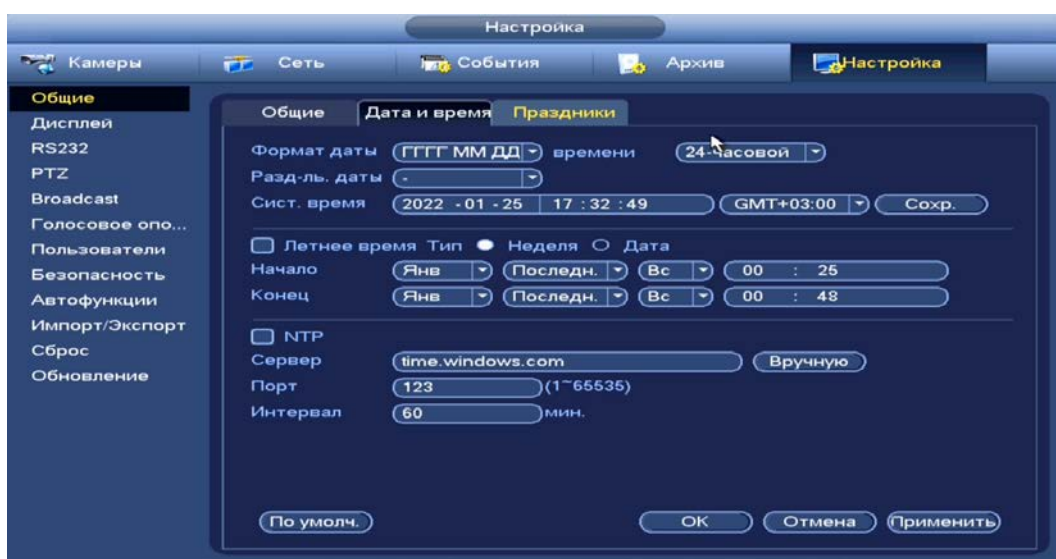 Настройка
Камеры Сеть События Архив Настройка
Общие
Дисплей
RS232
PTZ
Broadcast
Голосовое опо...
Пользователи
Безопасность
Автофункции
Импорт/Экспорт
Сброс
Обновление
Общие Дата и время Праздники
Формат даты ГГГГ ММ ДД времени 24-часовой
Разд-ль. даты -
Сист. время 2022 - 01 - 25 17 : 32 : 49 GMT+03:00 Сохр.
Летнее время Тип Неделя Дата
Начало Янв Последн. Вс 00 : 25
Конец Янв Последн. Вс 00 : 48
NTP
Сервер time.windows.com Вручную
Порт 123 (1~65535)
Интервал 60 мин.
По умолч. OK Отмена Применить